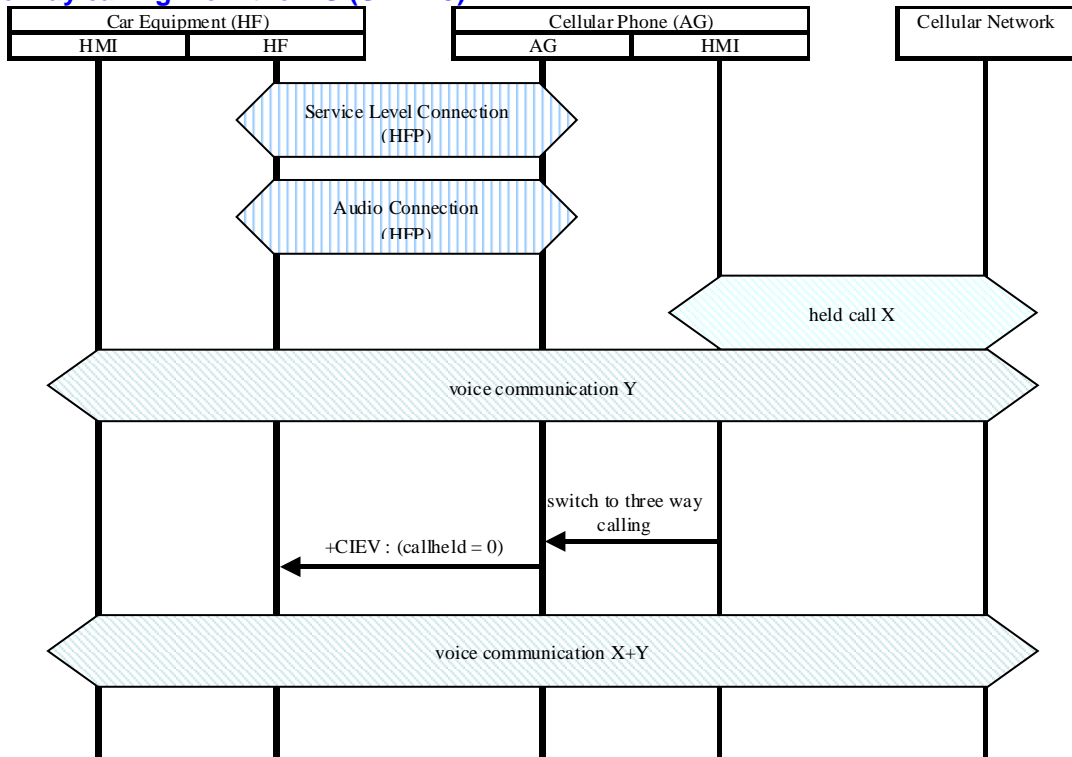 Car Equipment (HF)
Cellular Phone (AG)
Cellular Network
HMI
HF
AG
HMI
Service Level Connection
(HFP)
Audio Connection
(HFP)
held call X
voice communication Y
switch to three way
calling
+CIEV : (callheld = 0)
voice communication X+Y